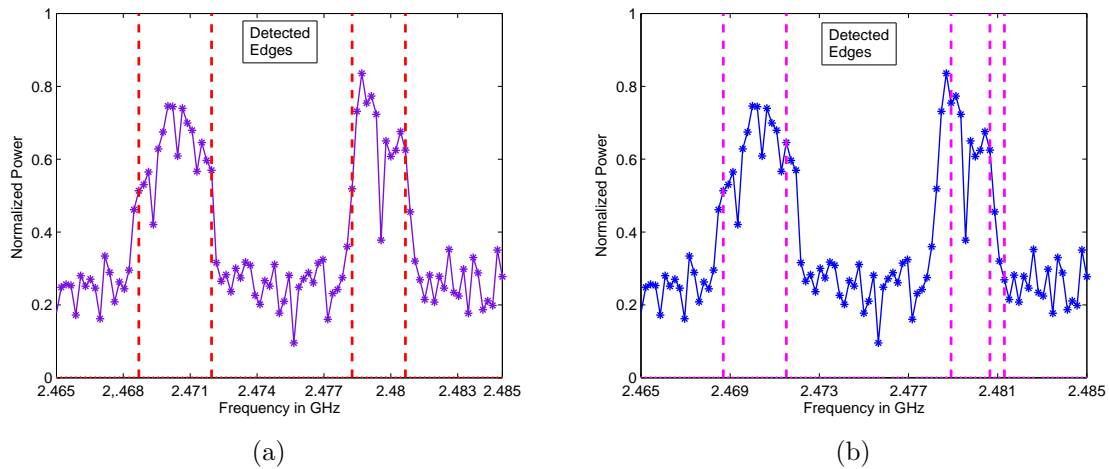 1
0.8
0.6
0.4
0.2
0
Normalized Power
Detected
Edges
2.465 2,.468 2.471 2.474 2.477 2.48 2.483 2.485
Frequency in GHz
(a)
1
0.8
0.6
0.4
0.2
0
Normalized Power
Detected
Edges
2.465 2.469 2.473 2.477 2.481 2.485
Frequency in GHz
(b)